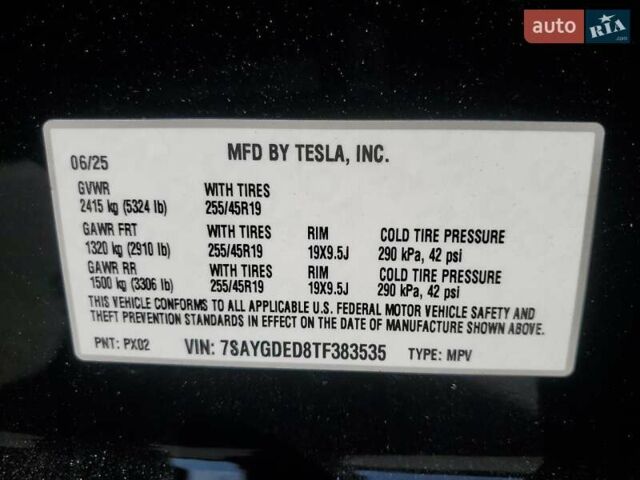 auto RIA .com
MFD BY TESLA, INC.
06/25
GVWR WITH TIRES
2415 kg (5324 lb) 255/45R19
GAWR FRT WITH TIRES RIM COLD TIRE PRESSURE
1320 kg (2910 lb) 255/45R19 19X9.5J 290 kPa, 42 psi
GAWR RR WITH TIRES RIM COLD TIRE PRESSURE
1500 kg (3306 lb) 255/45R19 19X9.5J 290 kPa, 42 psi
THIS VEHICLE CONFORMS TO ALL APPLICABLE U.S. FEDERAL MOTOR VEHICLE SAFETY AND
THEFT PREVENTION STANDARDS IN EFFECT ON THE DATE OF MANUFACTURE SHOWN ABOVE.
PNT: PX02 VIN: 7SAYGDED8TF383535 TYPE: MPV